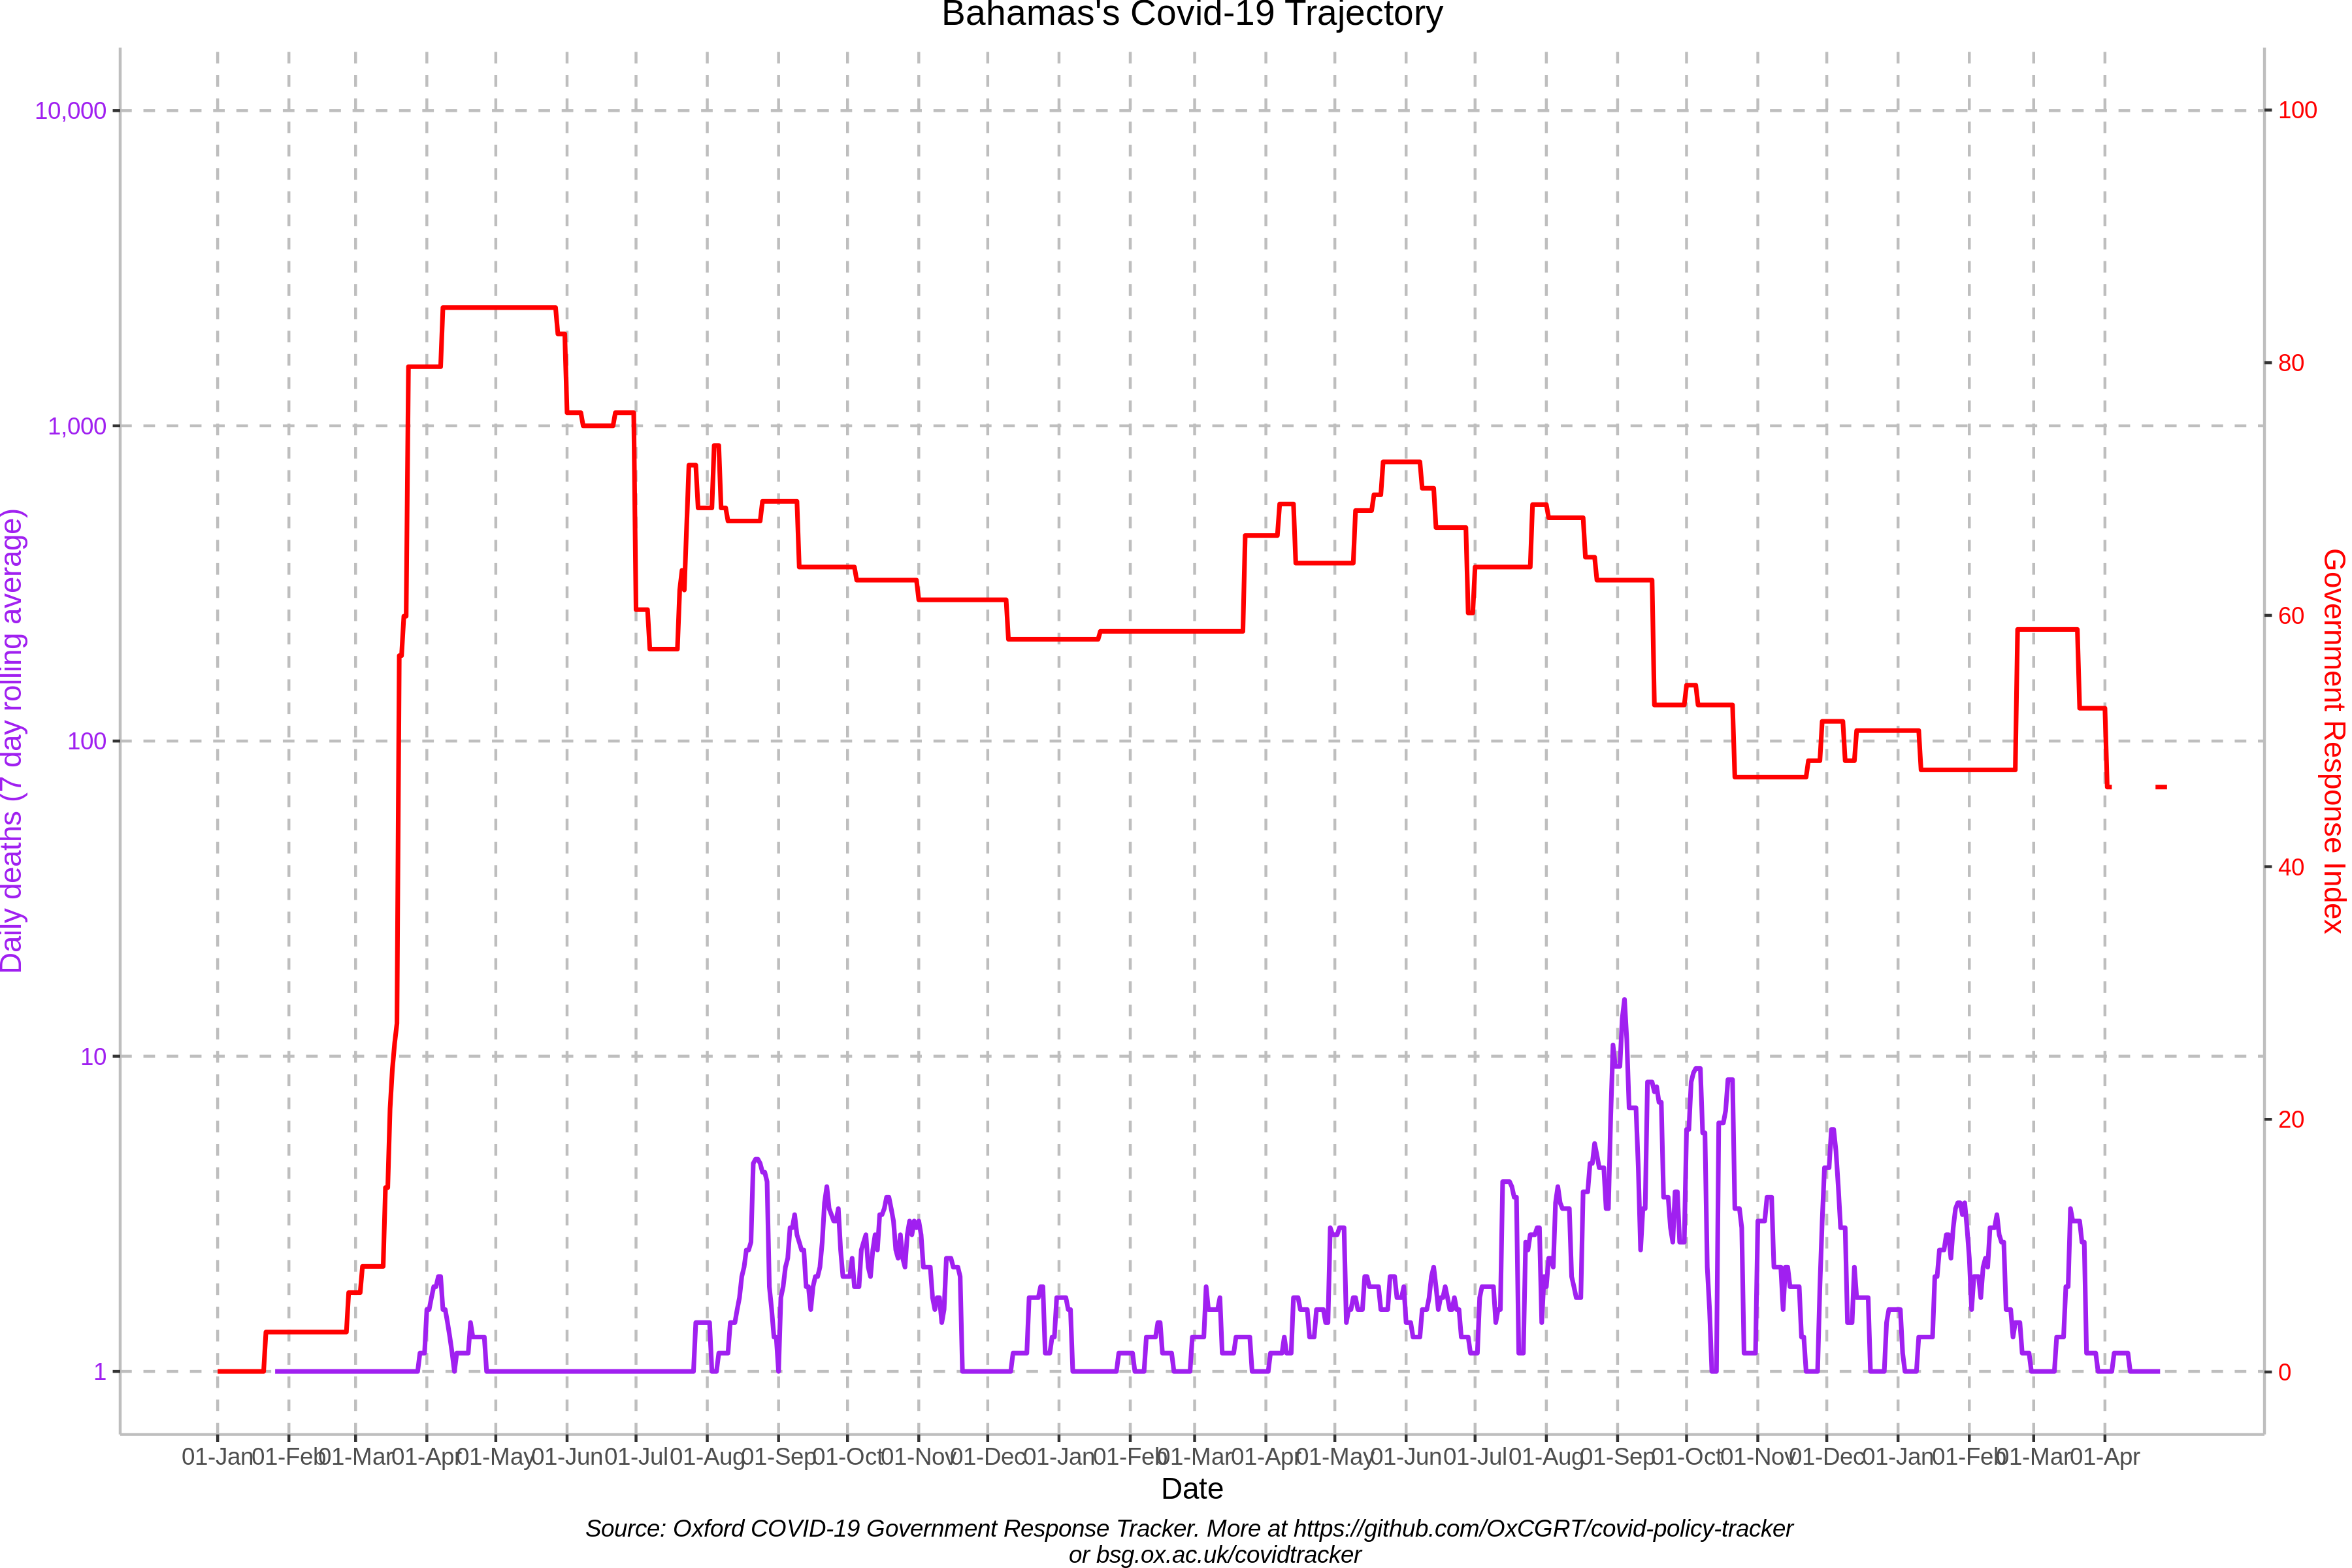 Bahamas's Covid-19 Trajectory
10,000
1,000
100
10
1
Daily deaths (7 day rolling average)
100
80
60
40
20
0
Government Response Index
01-Jan 01-Feb 01-Mar 01-Apr 01-May 01-Jun 01-Jul 01-Aug 01-Sep 01-Oct 01-Nov 01-Dec 01-Jan 01-Feb 01-Mar 01-Apr 01-May 01-Jun 01-Jul 01-Aug 01-Sep 01-Oct 01-Nov 01-Dec 01-Jan 01-Feb 01-Mar 01-Apr
Date
Source: Oxford COVID-19 Government Response Tracker. More at https://github.com/OxCGRT/covid-policy-tracker
or bsg.ox.ac.uk/covidtracker